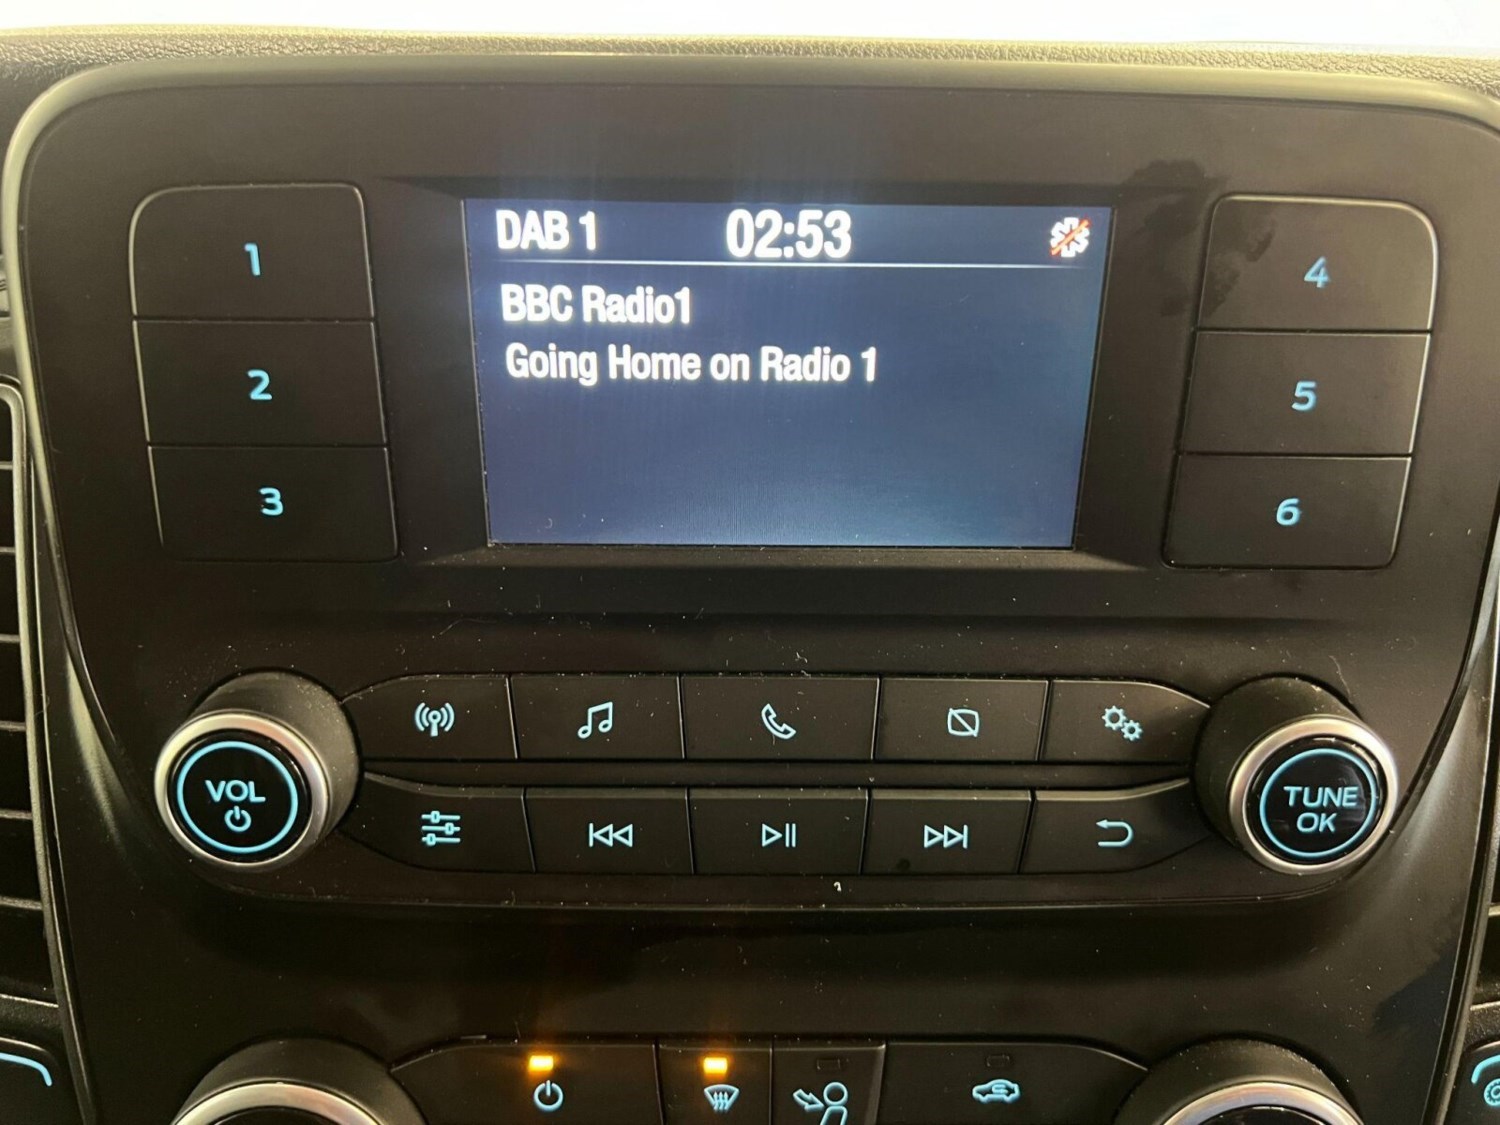 DAB 1 02:53
BBC Radio1
Going Home on Radio 1
1
2
3
4
5
6
VOL
TUNE
OK